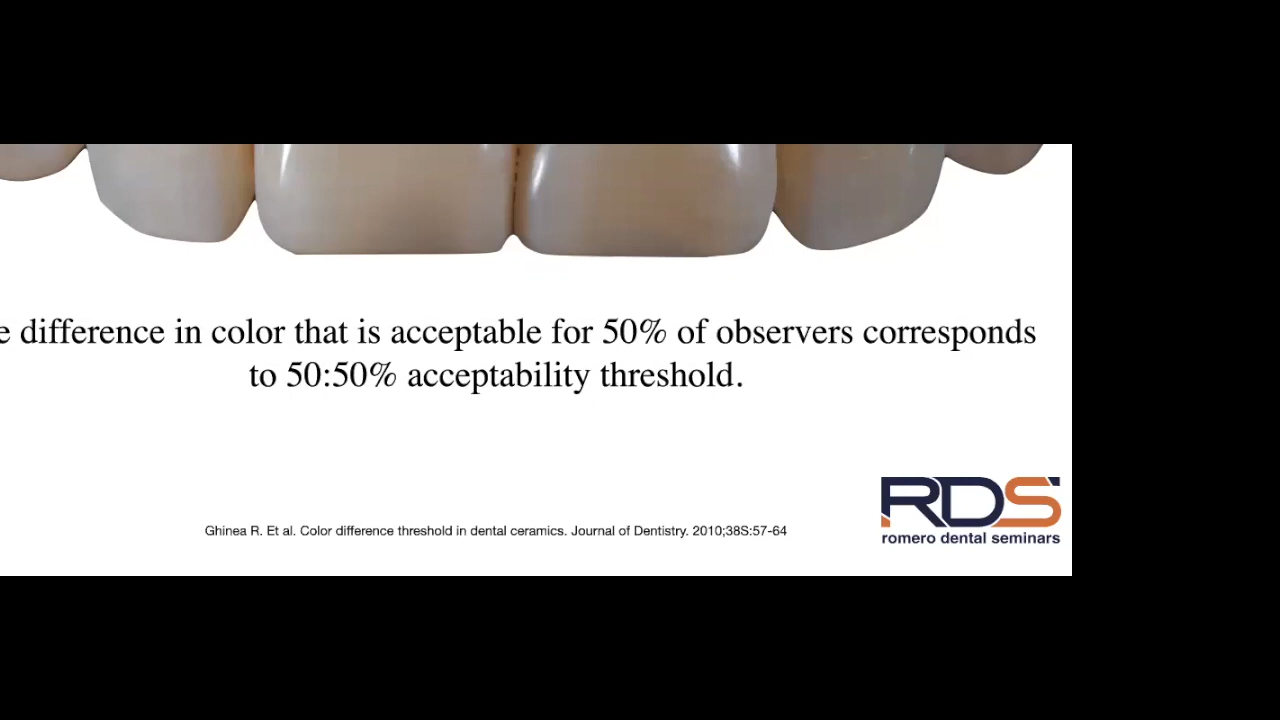 difference in color that is acceptable for 50% of observers corresponds
to 50:50% acceptability threshold.
RDS
romero dental seminars
Ghinea R. Et al. Color difference threshold in dental ceramics. Journal of Dentistry. 2010;38S:57-64